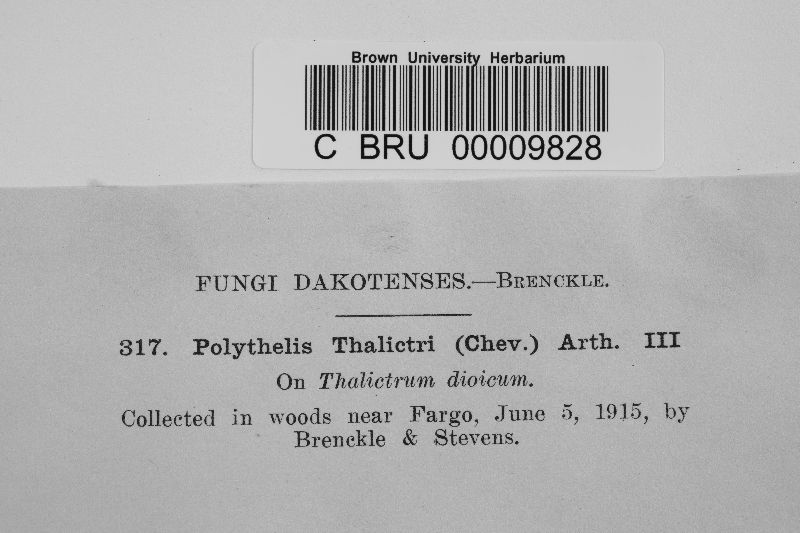 Brown University Herbarium
C BRU 00009828
FUNGI DAKOTENSES.—BRENCKLE.
317. Polythelis Thalictri (Chev.) Arth. III
On Thalictrum dioicum.
Collected in woods near Fargo, June 5, 1915, by
Brenckle & Stevens.